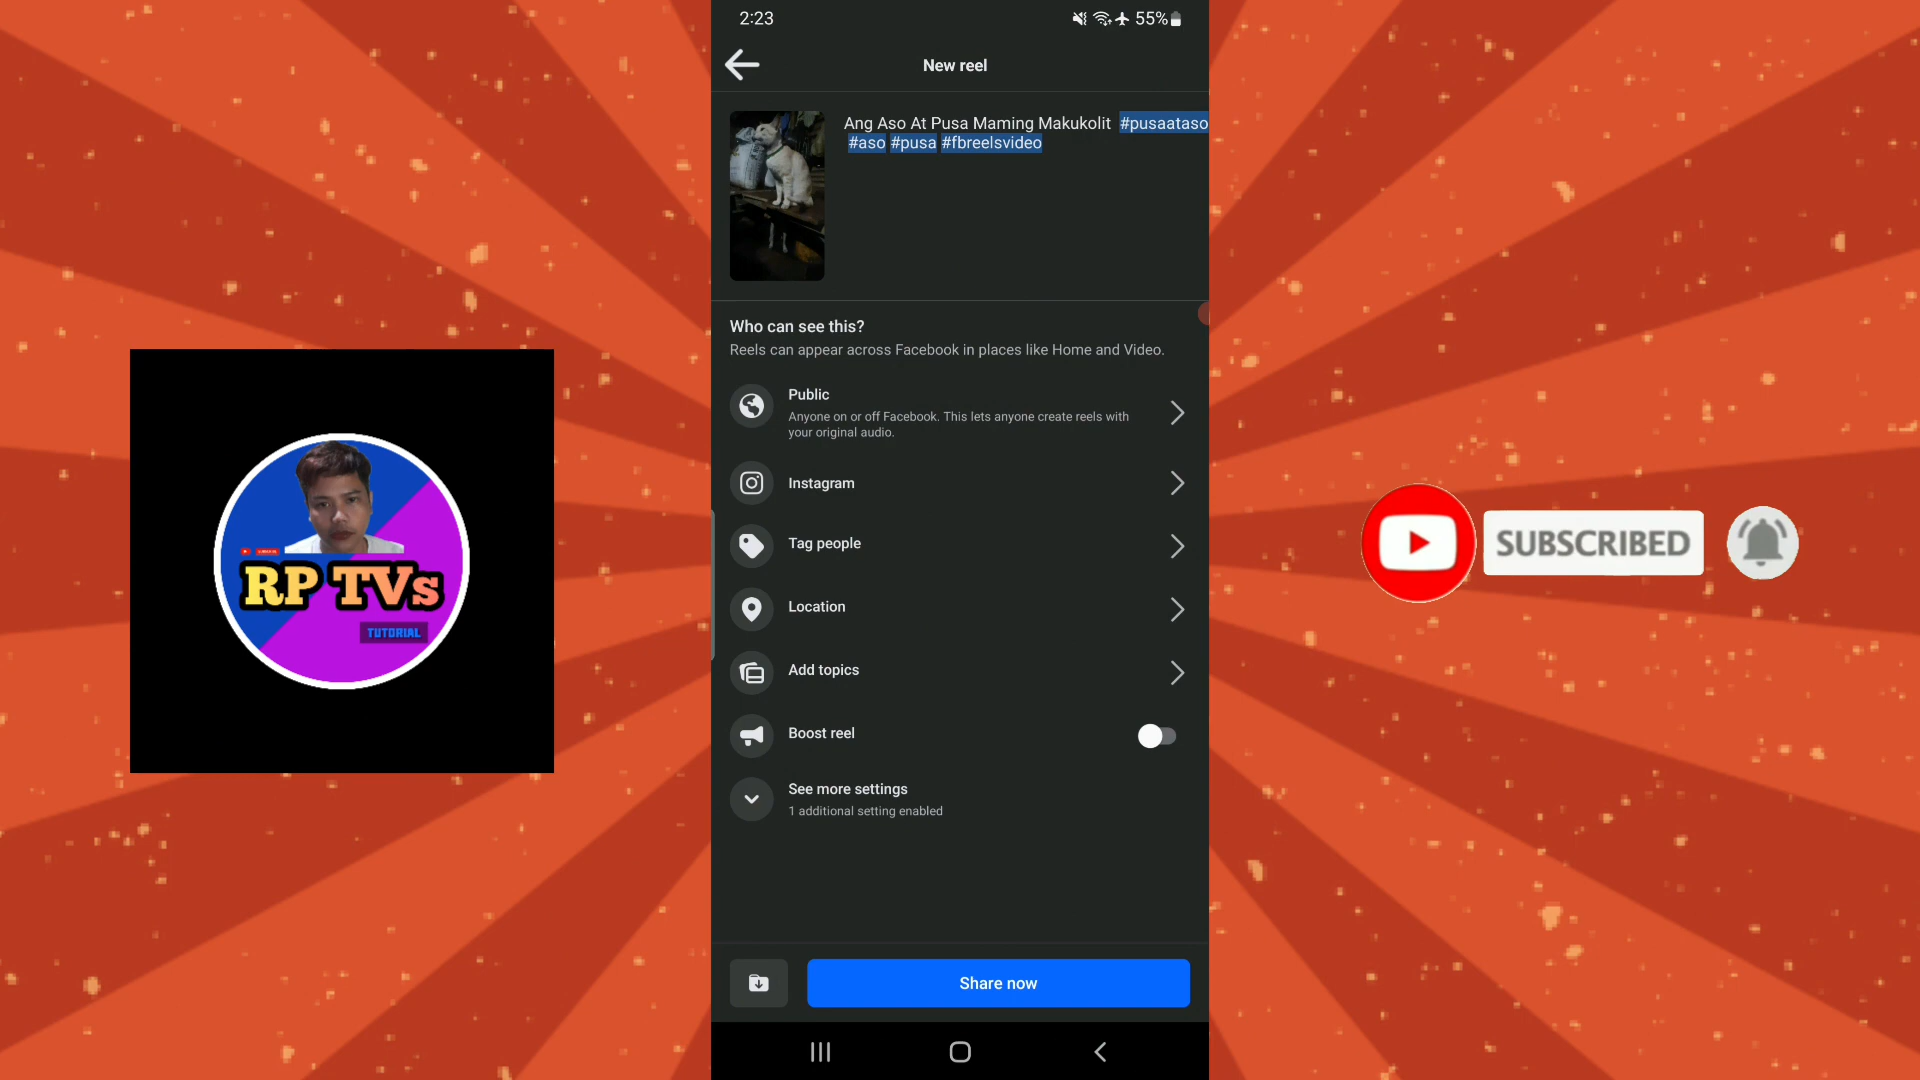 2:23
55%
New reel
Ang Aso At Pusa Maming Makukolit #pusaataso
#aso #pusa #fbreelsvideo
Who can see this?
Reels can appear across Facebook in places like Home and Video.
Public
Anyone on or off Facebook. This lets anyone create reels with
your original audio.
Instagram
Tag people
Location
Add topics
Boost reel
See more settings
1 additional setting enabled
Share now
RP TVs
TUTORIAL
SUBSCRIBED